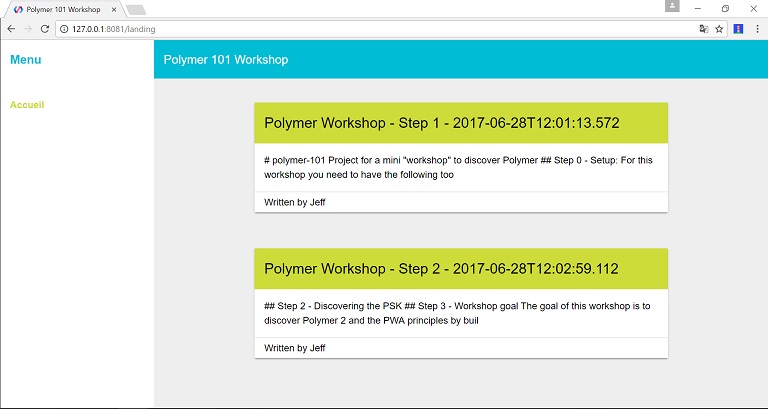 Polymer 101 Workshop
127.0.0.1:8081/landing
Menu
Polymer 101 Workshop
Accueil
Polymer Workshop - Step 1 - 2017-06-28T12:01:13.572
# polymer-101 Project for a mini "workshop" to discover Polymer ## Step 0 - Setup: For this
workshop you need to have the following too
Written by Jeff
Polymer Workshop - Step 2 - 2017-06-28T12:02:59.112
## Step 2 - Discovering the PSK ## Step 3 - Workshop goal The goal of this workshop is to
discover Polymer 2 and the PWA principles by buil
Written by Jeff